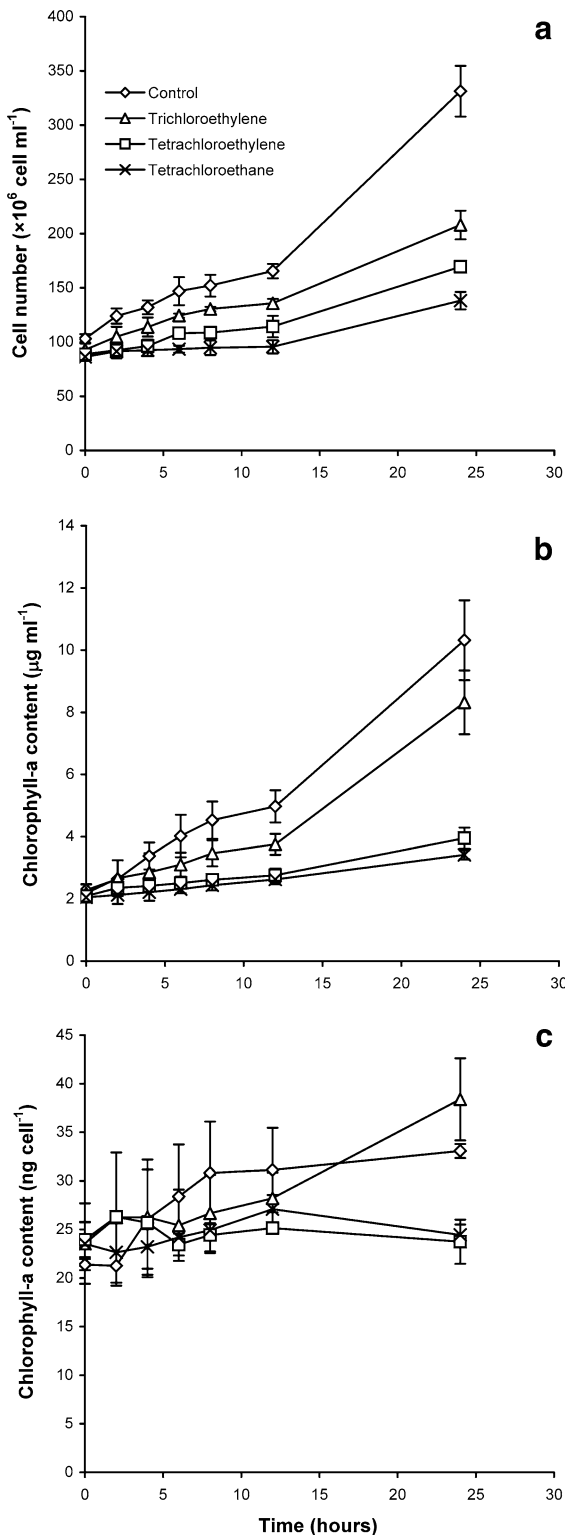 a
400
350
300
250
200
150
100
50
0
Cell number (×10⁶ cell ml⁻¹)
Control
Trichloroethylene
Tetrachloroethylene
Tetrachloroethane
0 5 10 15 20 25 30
b
14
12
10
8
6
4
2
0
Chlorophyll-a content (µg ml⁻¹)
0 5 10 15 20 25 30
c
45
40
35
30
25
20
15
10
5
0
Chlorophyll-a content (ng cell⁻¹)
0 5 10 15 20 25 30
Time (hours)